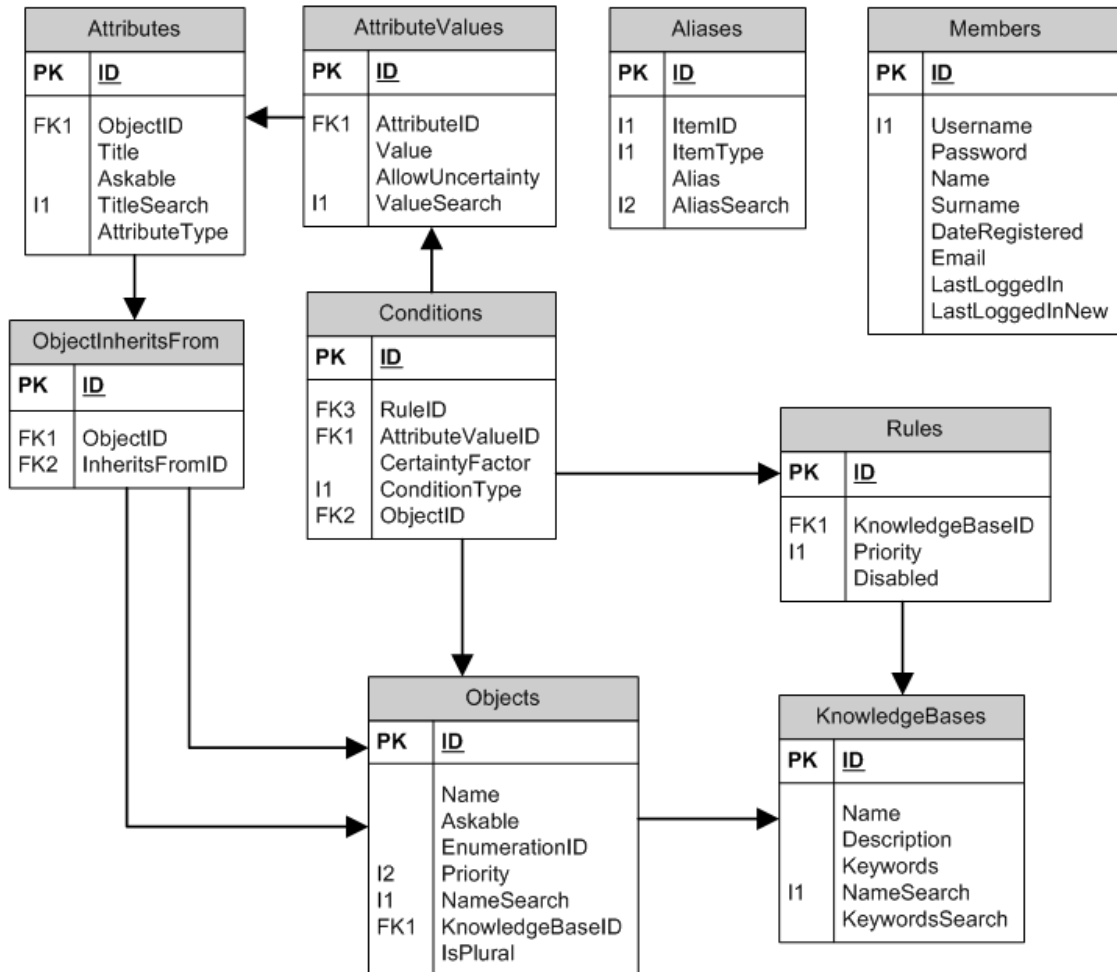 Attributes
PK ID
FK1 ObjectID
Title
Askable
I1 TitleSearch
AttributeType
AttributeValues
PK ID
FK1 AttributeID
Value
AllowUncertainty
I1 ValueSearch
Aliases
PK ID
I1 ItemID
I1 ItemType
Alias
I2 AliasSearch
Members
PK ID
I1 Username
Password
Name
Surname
DateRegistered
Email
LastLoggedIn
LastLoggedInNew
ObjectInheritsFrom
PK ID
FK1 ObjectID
FK2 InheritsFromID
Conditions
PK ID
FK3 RuleID
FK1 AttributeValueID
CertaintyFactor
I1 ConditionType
FK2 ObjectID
Rules
PK ID
FK1 KnowledgeBaseID
I1 Priority
Disabled
Objects
PK ID
Name
Askable
EnumerationID
I2 Priority
I1 NameSearch
FK1 KnowledgeBaseID
IsPlural
KnowledgeBases
PK ID
Name
Description
Keywords
I1 NameSearch
KeywordsSearch